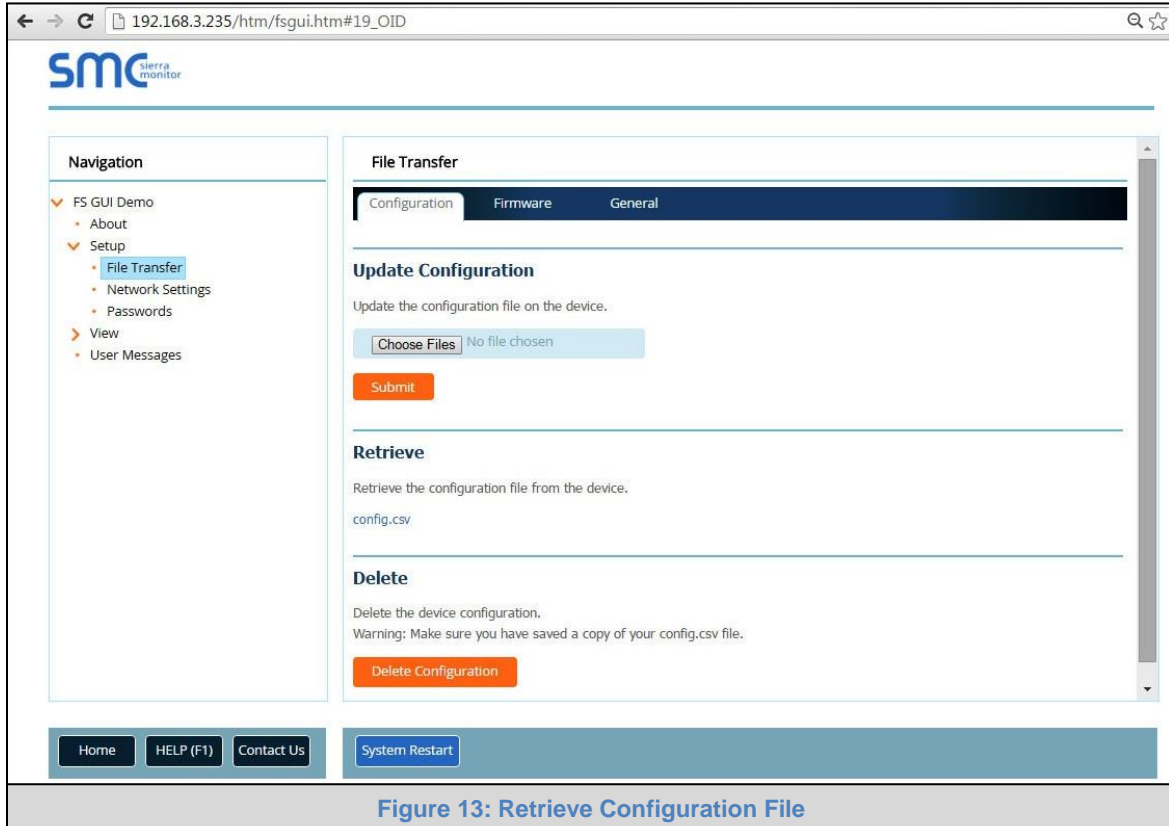 192.168.3.235/htm/fsgui.htm#19_OID
smc sierra monitor
Navigation
FS GUI Demo
About
Setup
File Transfer
Network Settings
Passwords
View
User Messages
File Transfer
Configuration Firmware General
Update Configuration
Update the configuration file on the device.
Choose Files No file chosen
Submit
Retrieve
Retrieve the configuration file from the device.
config.csv
Delete
Delete the device configuration.
Warning: Make sure you have saved a copy of your config.csv file.
Delete Configuration
Home HELP (F1) Contact Us System Restart
Figure 13: Retrieve Configuration File